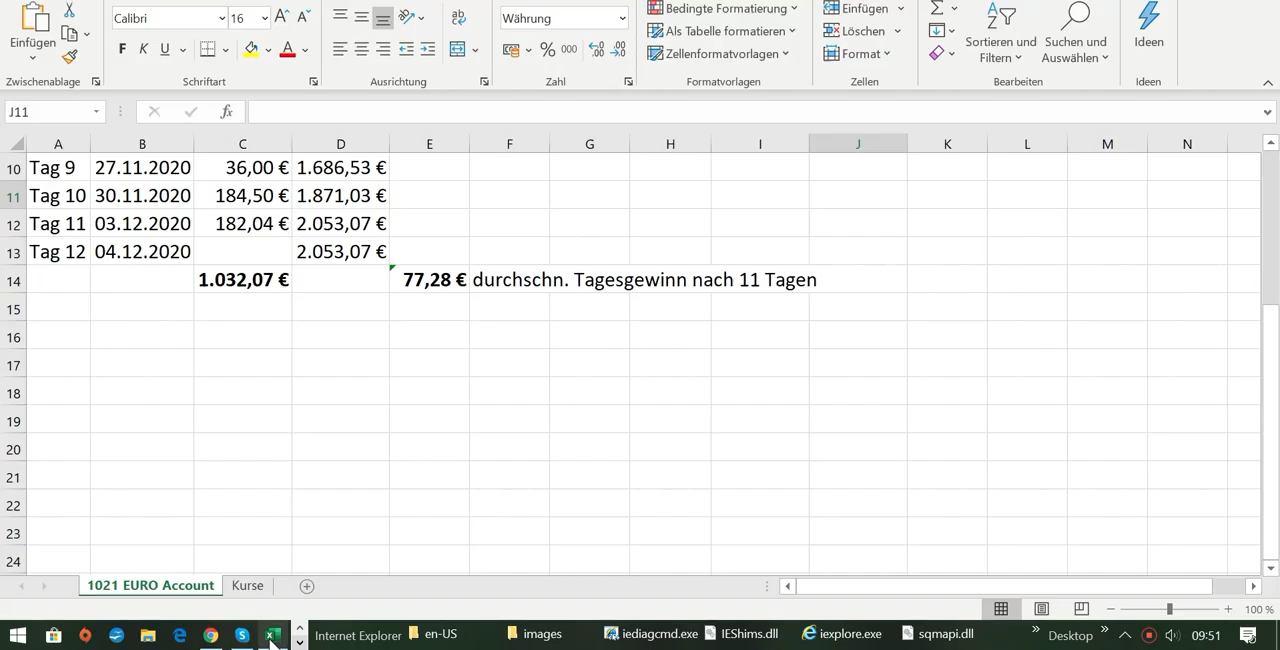 Einfügen
Zwischenablage
Calibri
16
F K U
Schriftart
Ausrichtung
Währung
% 000
Zahl
Bedingte Formatierung
Als Tabelle formatieren
Zellenformatvorlagen
Formatvorlagen
Einfügen
Löschen
Format
Zellen
Sortieren und
Filtern
Suchen und
Auswählen
Bearbeiten
Ideen
Ideen
J11
fx
A B C D E F G H I J K L M N
10 Tag 9 27.11.2020 36,00 € 1.686,53 €
11 Tag 10 30.11.2020 184,50 € 1.871,03 €
12 Tag 11 03.12.2020 182,04 € 2.053,07 €
13 Tag 12 04.12.2020 2.053,07 €
14 1.032,07 € 77,28 € durchschn. Tagesgewinn nach 11 Tagen
15
16
17
18
19
20
21
22
23
24
1021 EURO Account Kurse
100 %
Internet Explorer en-US images iediagcmd.exe IEShims.dll iexplore.exe sqmapi.dll Desktop 09:51